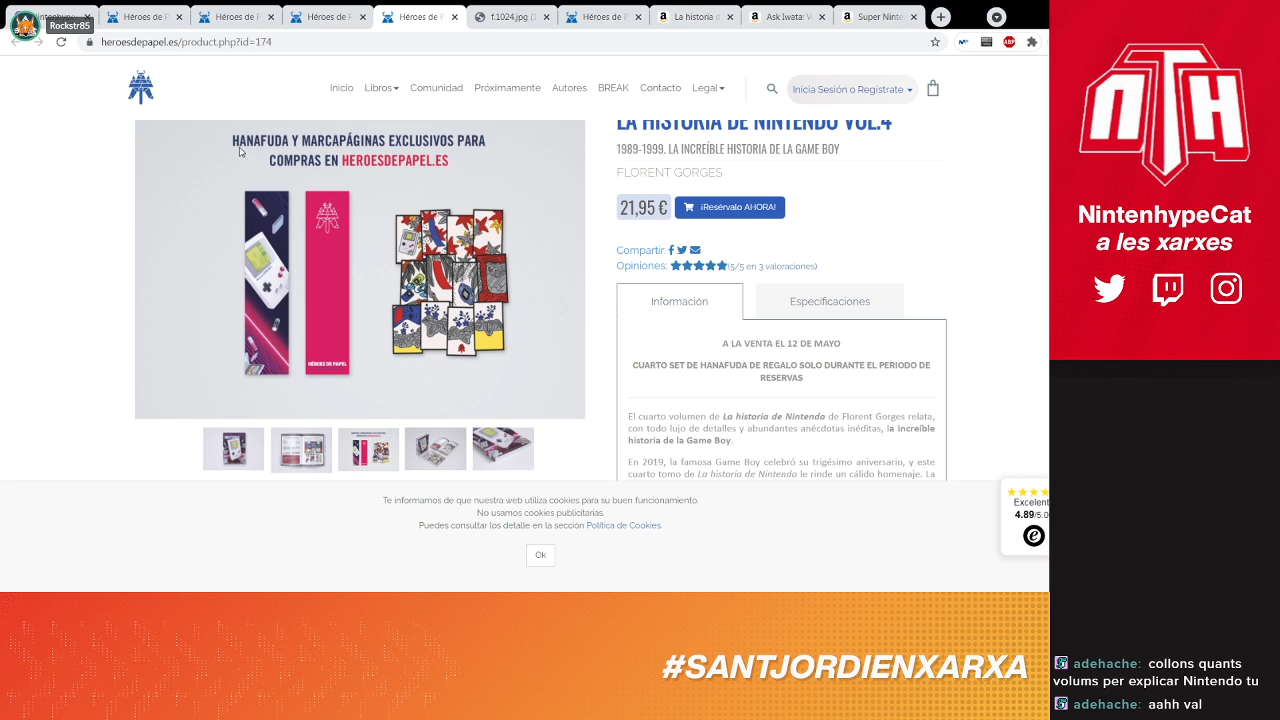 Rockstr85
Héroes de P
Héroes de P
Héroes de P
Héroes de P
f.1024.jpg (
Héroes de P
La historia d
Ask Iwata: V
Super Ninte
heroesdepapel.es/product.php?id=174
ABP
Inicio Libros Comunidad Próximamente Autores BREAK Contacto Legal
Inicia Sesión o Regístrate
HANAFUDA Y MARCAPÁGINAS EXCLUSIVOS PARA
COMPRAS EN HEROESDEPAPEL.ES
HÉROES DE PAPEL
LA HISTORIA DE NINTENDO VOL.4
1989-1999. LA INCREÍBLE HISTORIA DE LA GAME BOY
FLORENT GORGES
21,95 € ¡Resérvalo AHORA!
Compartir:
Opiniones: (5/5 en 3 valoraciones)
Información Especificaciones
A LA VENTA EL 12 DE MAYO
CUARTO SET DE HANAFUDA DE REGALO SOLO DURANTE EL PERIODO DE
RESERVAS
El cuarto volumen de La historia de Nintendo de Florent Gorges relata,
con todo lujo de detalles y abundantes anécdotas inéditas, la increíble
historia de la Game Boy.
En 2019, la famosa Game Boy celebró su trigésimo aniversario, y este
cuarto tomo de La historia de Nintendo le rinde un cálido homenaje. La
Te informamos de que nuestra web utiliza cookies para su buen funcionamiento.
No usamos cookies publicitarias.
Puedes consultar los detalle en la sección Política de Cookies.
Ok
Excelent
4.89/5.0
NTH
NintenhypeCat
a les xarxes
#SANTJORDIENXARXA
adehache: collons quants
volums per explicar Nintendo tu
adehache: aahh val